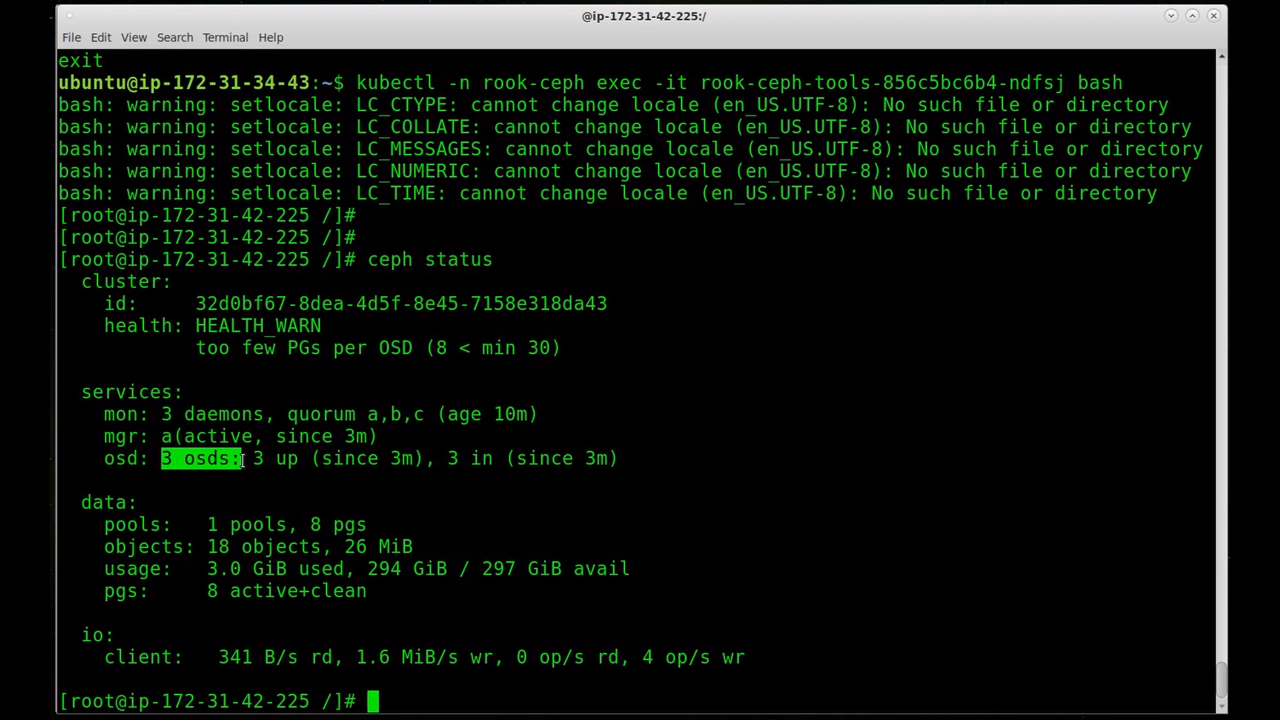 @ip-172-31-42-225:/
File Edit View Search Terminal Help
exit
ubuntu@ip-172-31-34-43:~$ kubectl -n rook-ceph exec -it rook-ceph-tools-856c5bc6b4-ndfsj bash
bash: warning: setlocale: LC_CTYPE: cannot change locale (en_US.UTF-8): No such file or directory
bash: warning: setlocale: LC_COLLATE: cannot change locale (en_US.UTF-8): No such file or directory
bash: warning: setlocale: LC_MESSAGES: cannot change locale (en_US.UTF-8): No such file or directory
bash: warning: setlocale: LC_NUMERIC: cannot change locale (en_US.UTF-8): No such file or directory
bash: warning: setlocale: LC_TIME: cannot change locale (en_US.UTF-8): No such file or directory
[root@ip-172-31-42-225 /]#
[root@ip-172-31-42-225 /]#
[root@ip-172-31-42-225 /]# ceph status
  cluster:
    id:     32d0bf67-8dea-4d5f-8e45-7158e318da43
    health: HEALTH_WARN
            too few PGs per OSD (8 < min 30)
  services:
    mon: 3 daemons, quorum a,b,c (age 10m)
    mgr: a(active, since 3m)
    osd: 3 osds: 3 up (since 3m), 3 in (since 3m)
  data:
    pools:   1 pools, 8 pgs
    objects: 18 objects, 26 MiB
    usage:   3.0 GiB used, 294 GiB / 297 GiB avail
    pgs:     8 active+clean
  io:
    client:   341 B/s rd, 1.6 MiB/s wr, 0 op/s rd, 4 op/s wr
[root@ip-172-31-42-225 /]#